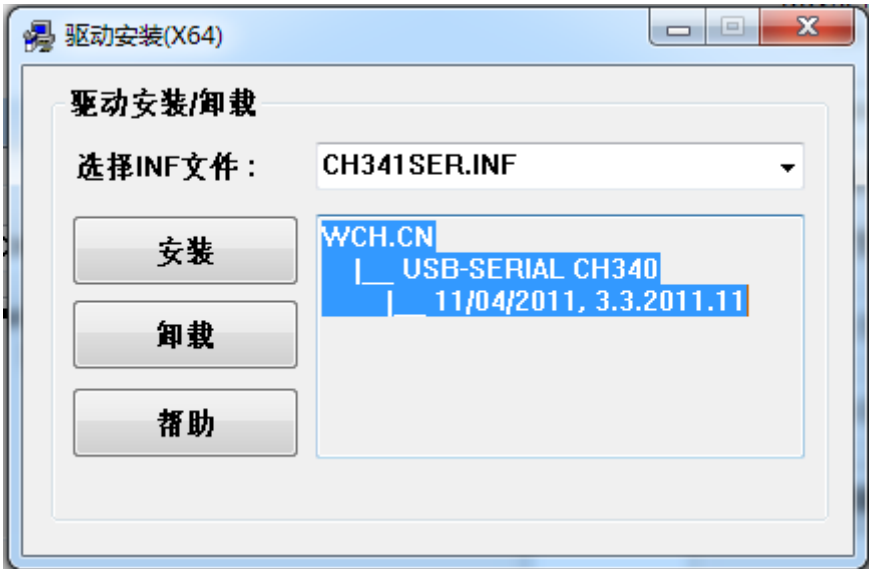 驱动安装(X64)
驱动安装/卸载
选择INF文件：
CH341SER.INF
安装
WCH.CN
|__ USB-SERIAL CH340
|__ 11/04/2011, 3.3.2011.11
卸载
帮助